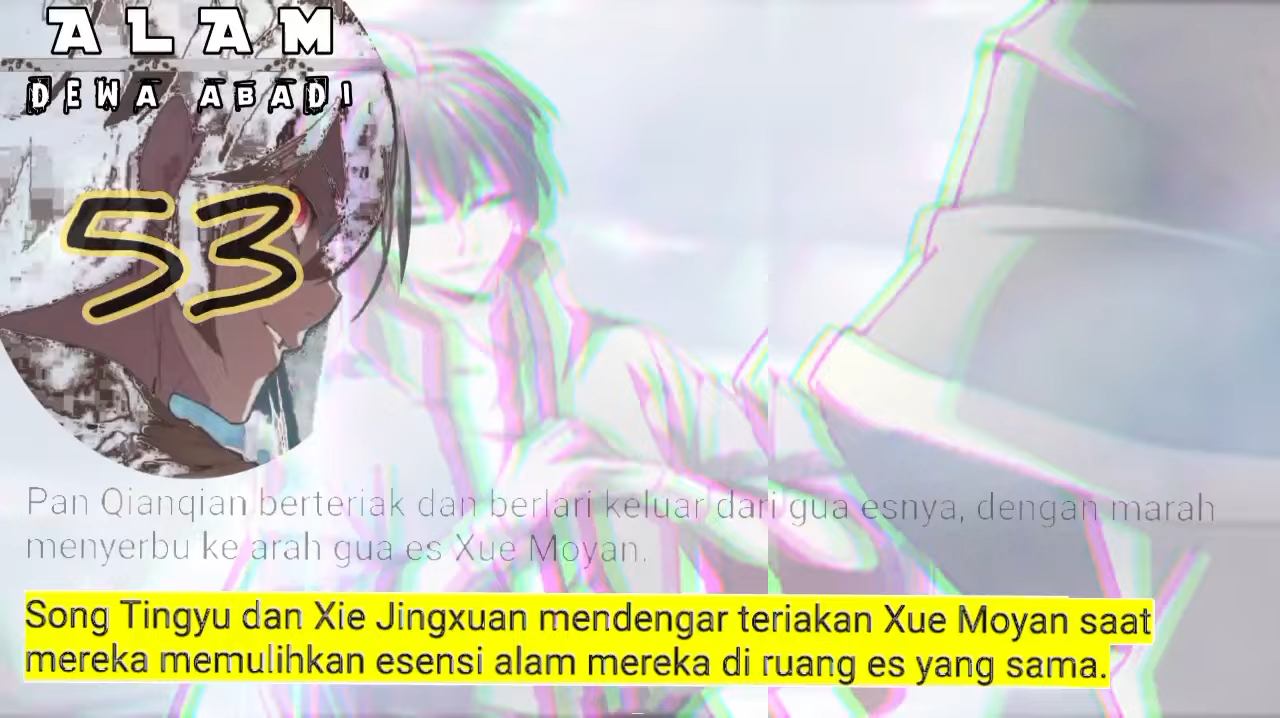 ALAM
DEWA ABADI
53
Pan Qianqian berteriak dan berlari keluar dari gua esnya, dengan marah
menyerbu ke arah gua es Xue Moyan.
Song Tingyu dan Xie Jingxuan mendengar teriakan Xue Moyan saat
mereka memulihkan esensi alam mereka di ruang es yang sama.